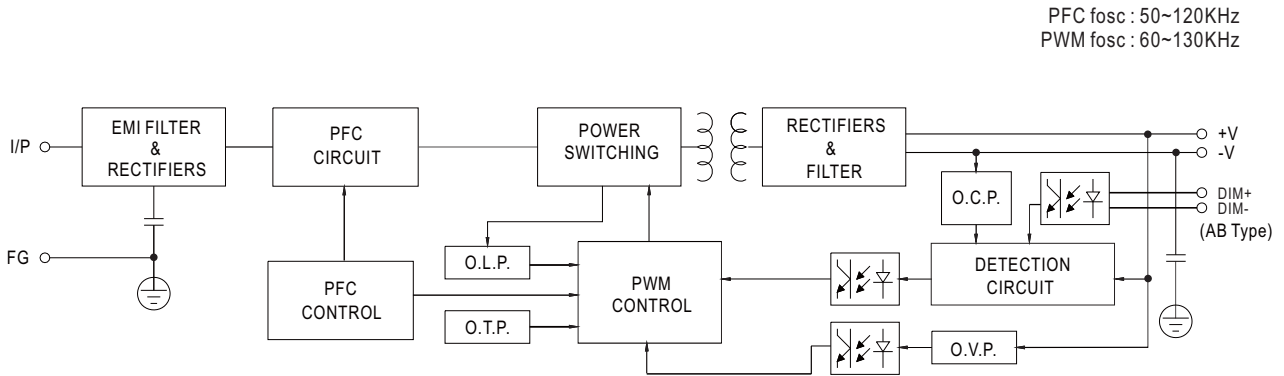 PFC fosc : 50~120KHz
PWM fosc : 60~130KHz
I/P
EMI FILTER
&
RECTIFIERS
PFC
CIRCUIT
POWER
SWITCHING
RECTIFIERS
&
FILTER
+V
-V
O.C.P.
DIM+
DIM-
(AB Type)
FG
O.L.P.
PFC
CONTROL
PWM
CONTROL
DETECTION
CIRCUIT
O.T.P.
O.V.P.